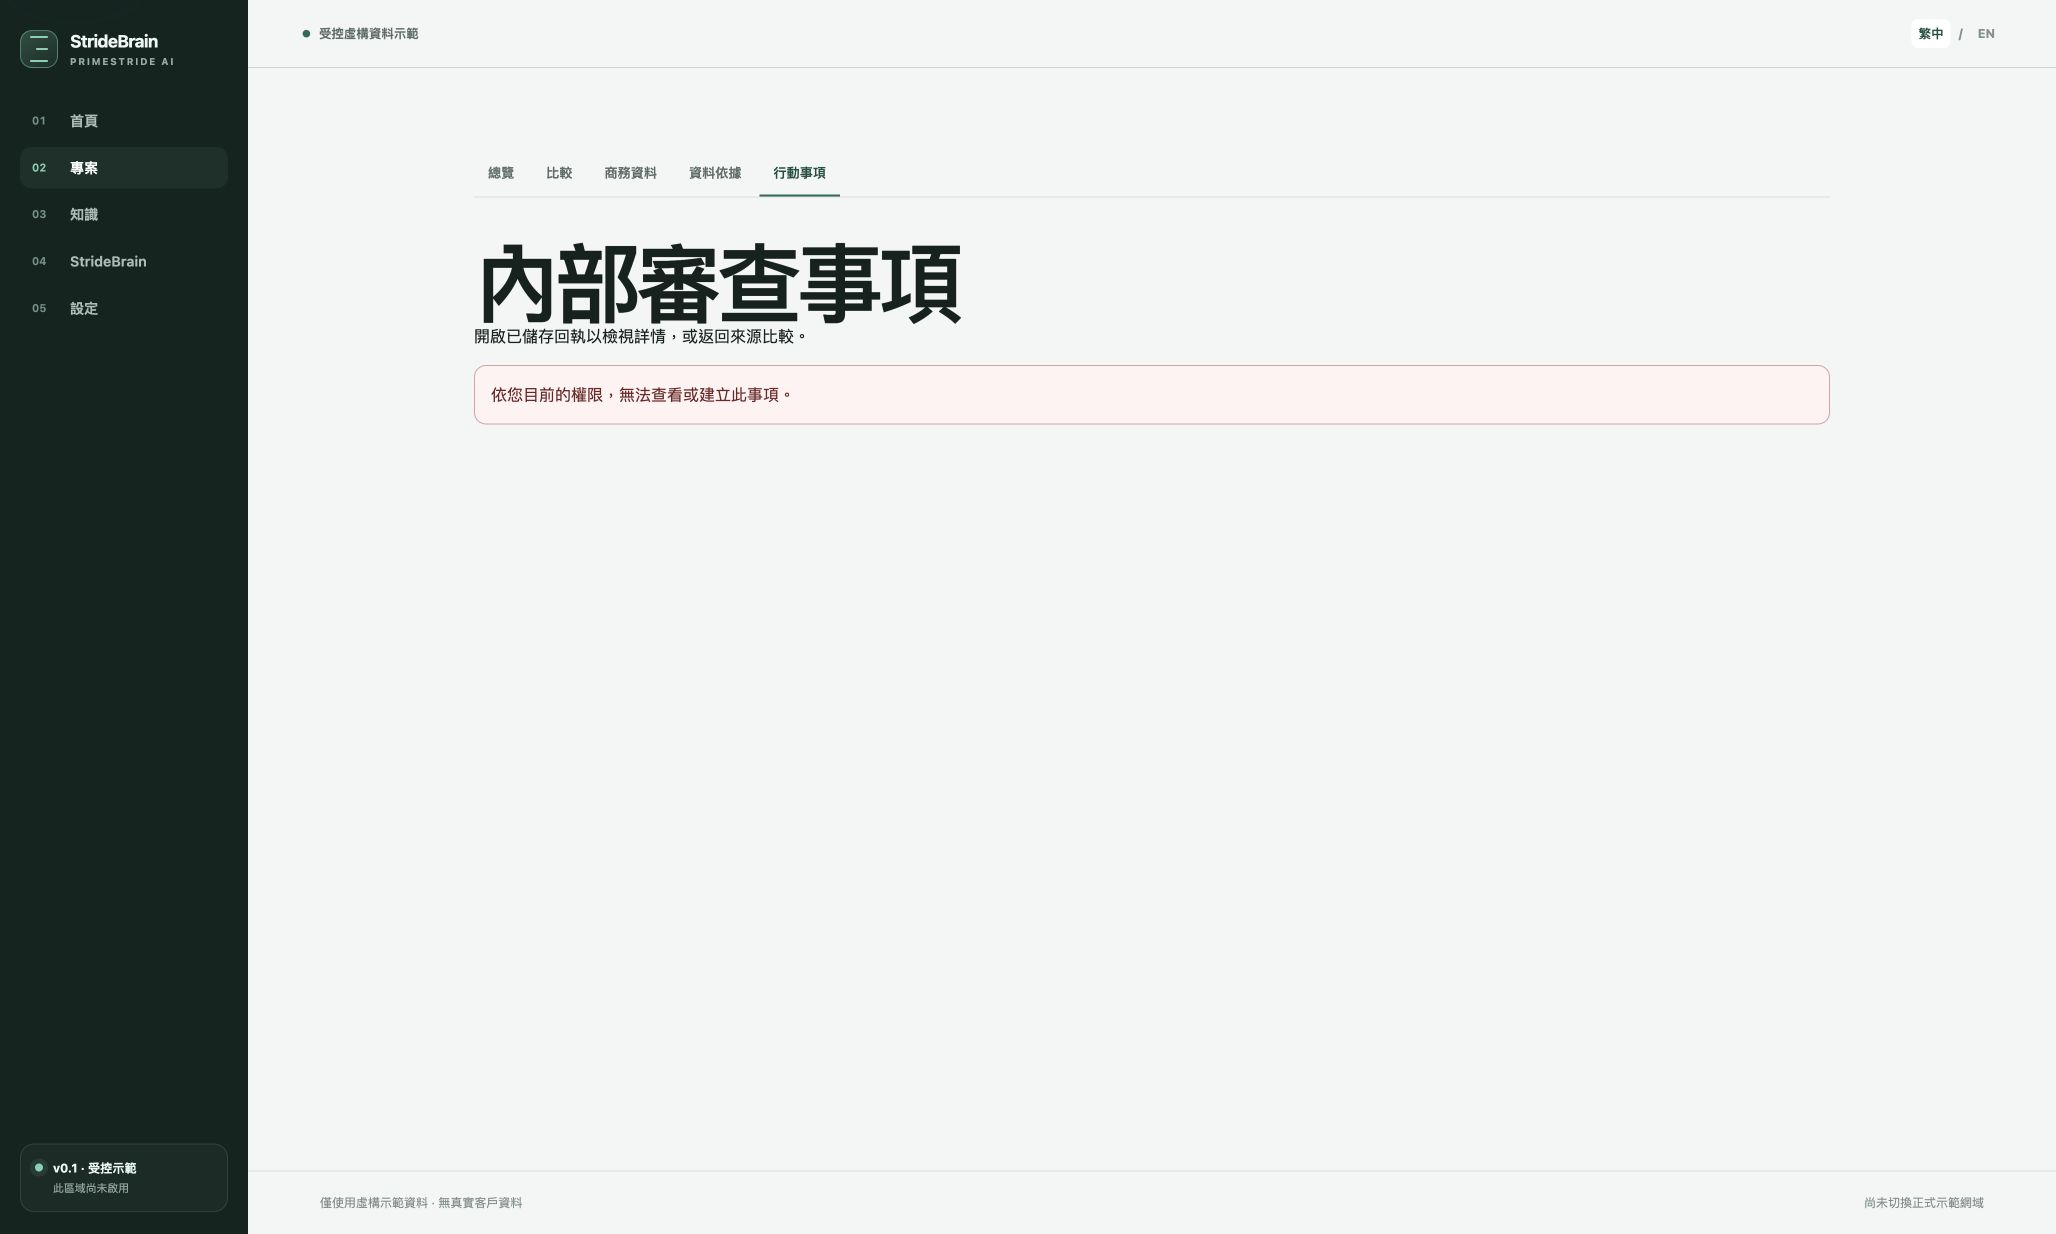 StrideBrain
PRIMESTRIDE AI
01 首頁
02 專案
03 知識
04 StrideBrain
05 設定
v0.1 · 受控示範
此區域尚未啟用
受控虛構資料示範
繁中 / EN
總覽 比較 商務資料 資料依據 行動事項
內部審查事項
開啟已儲存回執以檢視詳情，或返回來源比較。
依您目前的權限，無法查看或建立此事項。
僅使用虛構示範資料 · 無真實客戶資料
尚未切換正式示範網域